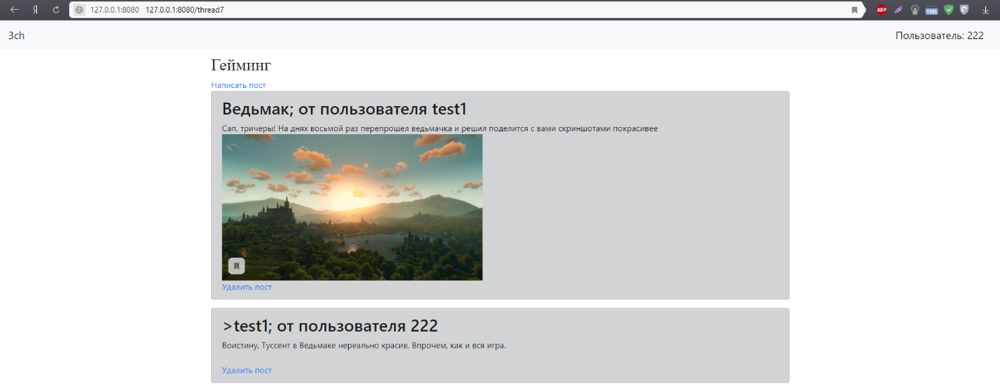 127.0.0.1:8080 127.0.0.1:8080/thread7
ABP
1105
3ch
Пользователь: 222
Гейминг
Написать пост
Ведьмак; от пользователя test1
Сап, тричеры! На днях восьмой раз перепрошел ведьмачка и решил поделится с вами скриншотами покрасивее
Удалить пост
>test1; от пользователя 222
Воистину, Туссент в Ведьмаке нереально красив. Впрочем, как и вся игра.
Удалить пост